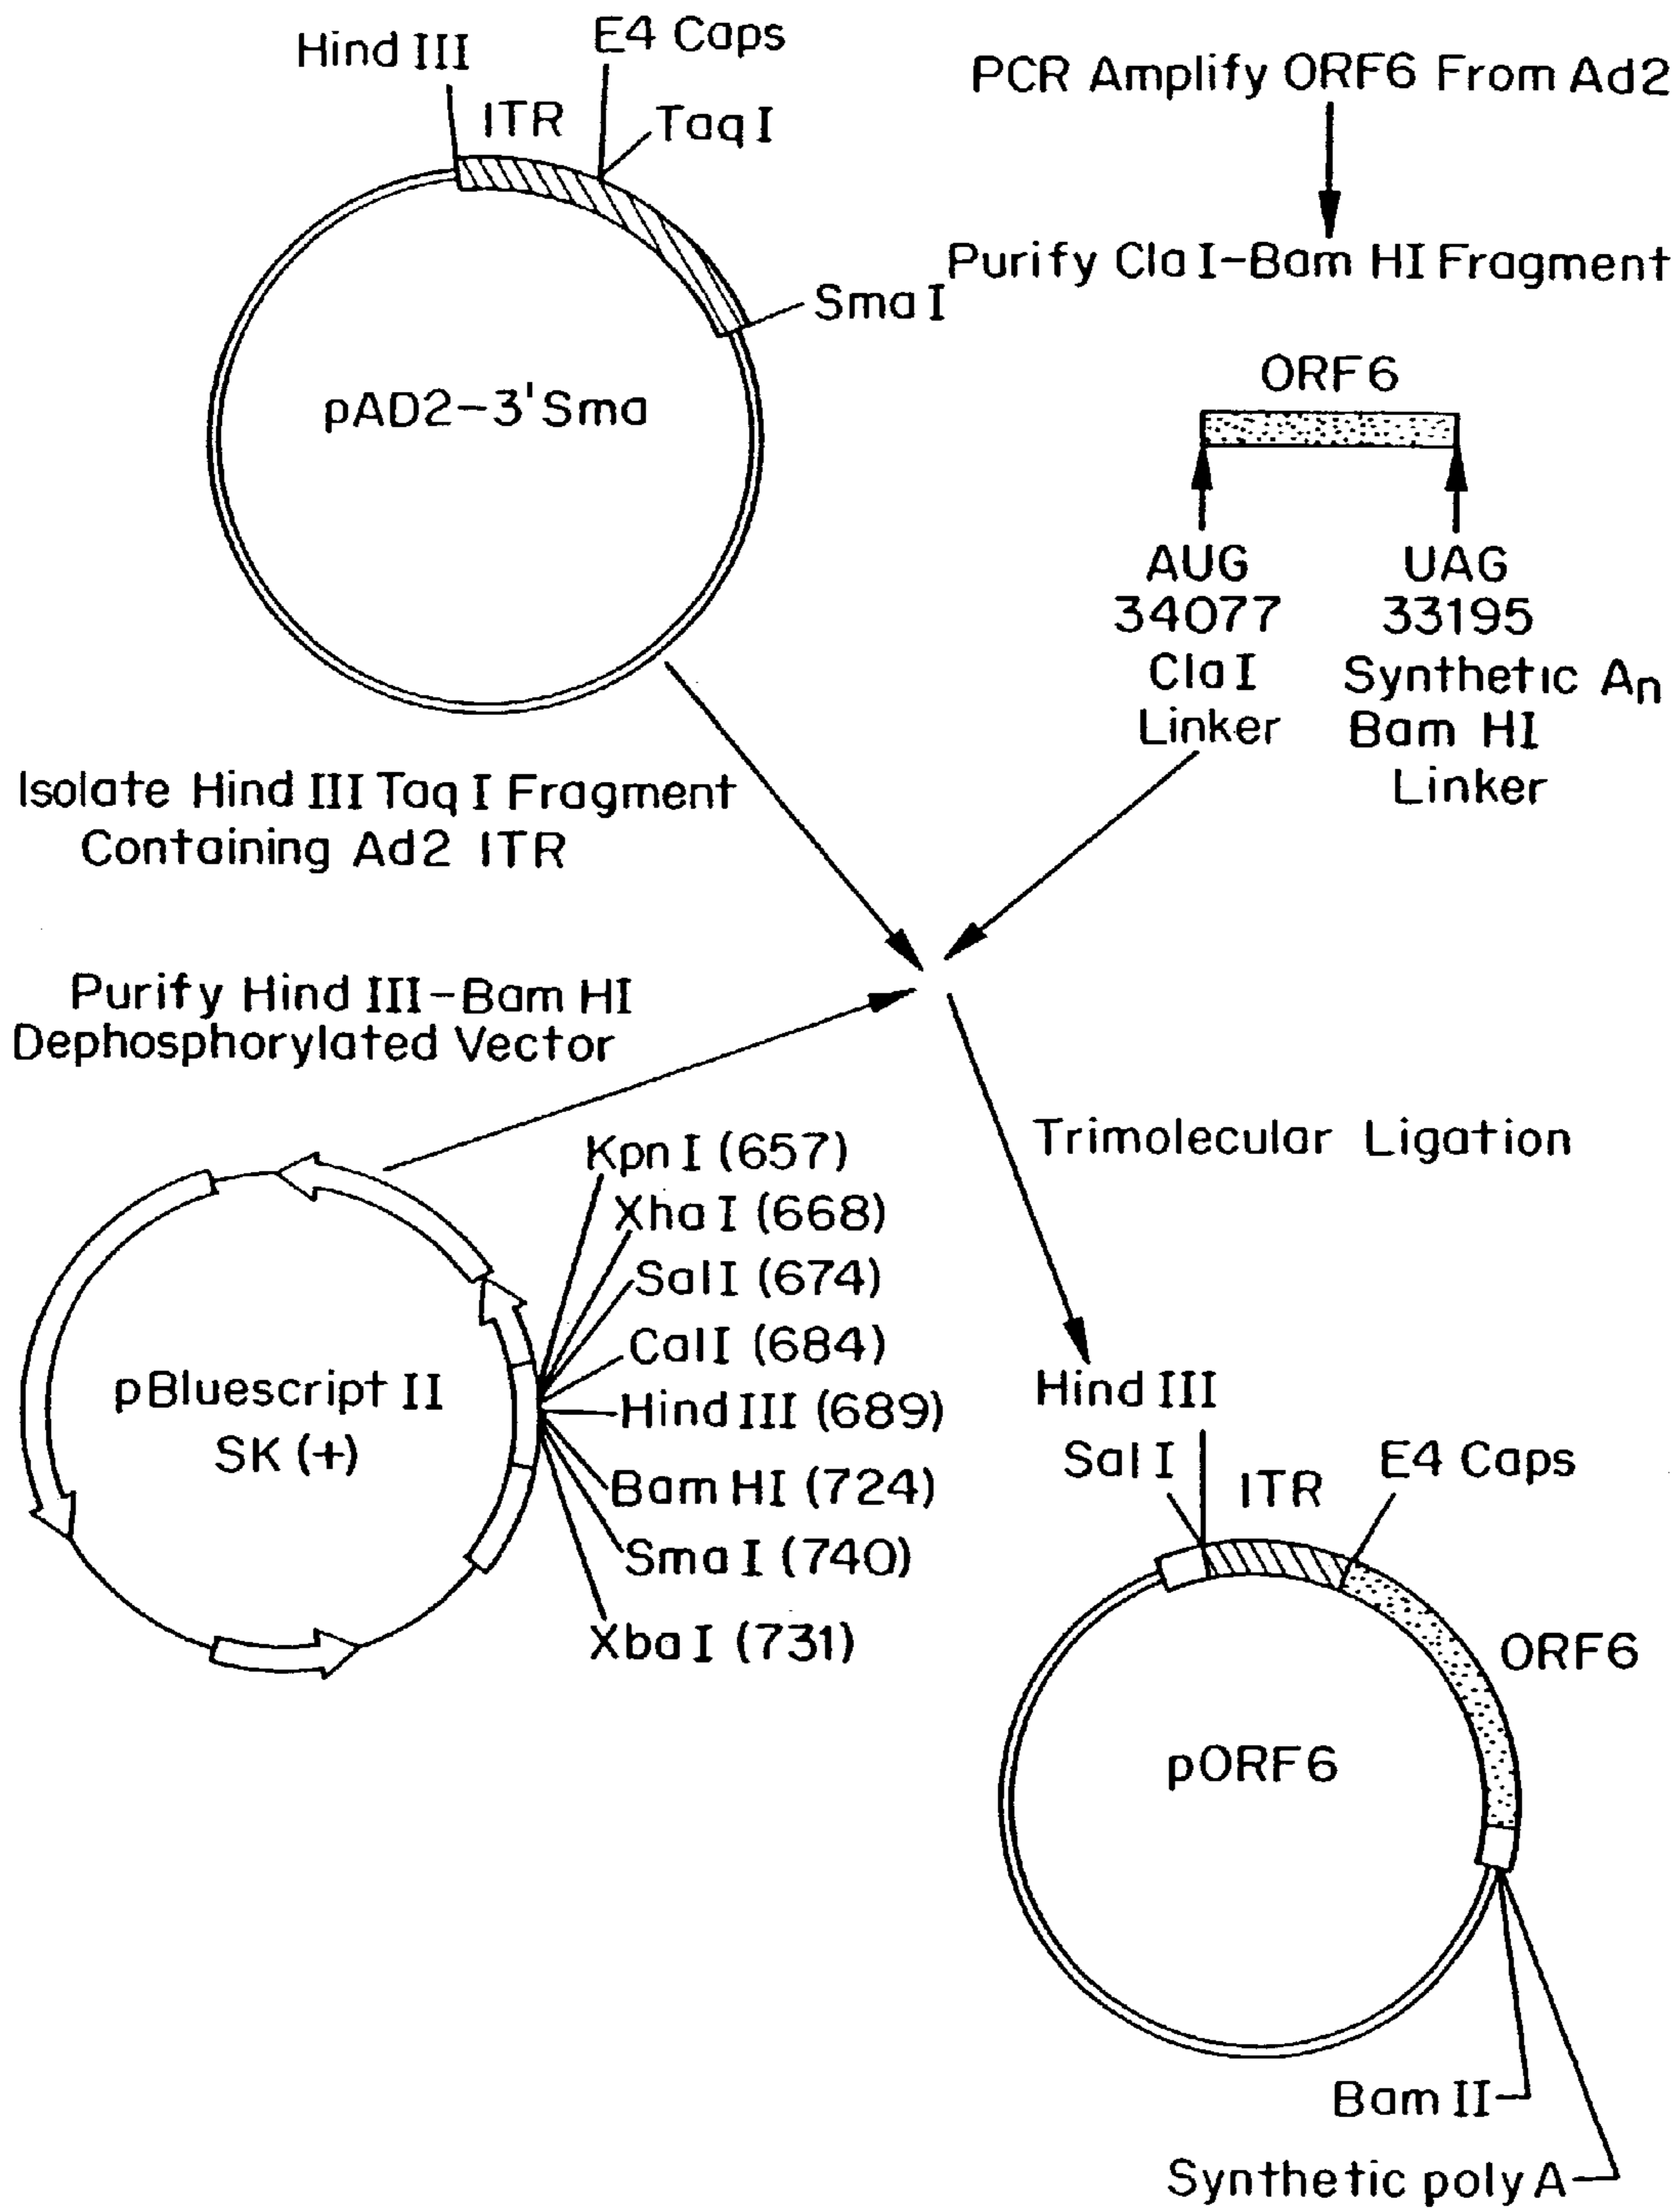 Hind III
E4 Caps
ITR
Taq I
Sma I
pAD2-3'Sma
PCR Amplify ORF6 From Ad2
Purify Cla I-Bam HI Fragment
ORF6
AUG
34077
Cla I
Linker
UAG
33195
Synthetic An
Bam HI
Linker
Isolate Hind III Taq I Fragment
Containing Ad2 ITR
Purify Hind III-Bam HI
Dephosphorylated Vector
Trimolecular Ligation
pBluescript II
SK (+)
Kpn I (657)
Xha I (668)
Sal I (674)
Cal I (684)
Hind III (689)
Bam HI (724)
Sma I (740)
Xba I (731)
Hind III
Sal I
ITR
E4 Caps
ORF6
pORF6
Bam II
Synthetic poly A